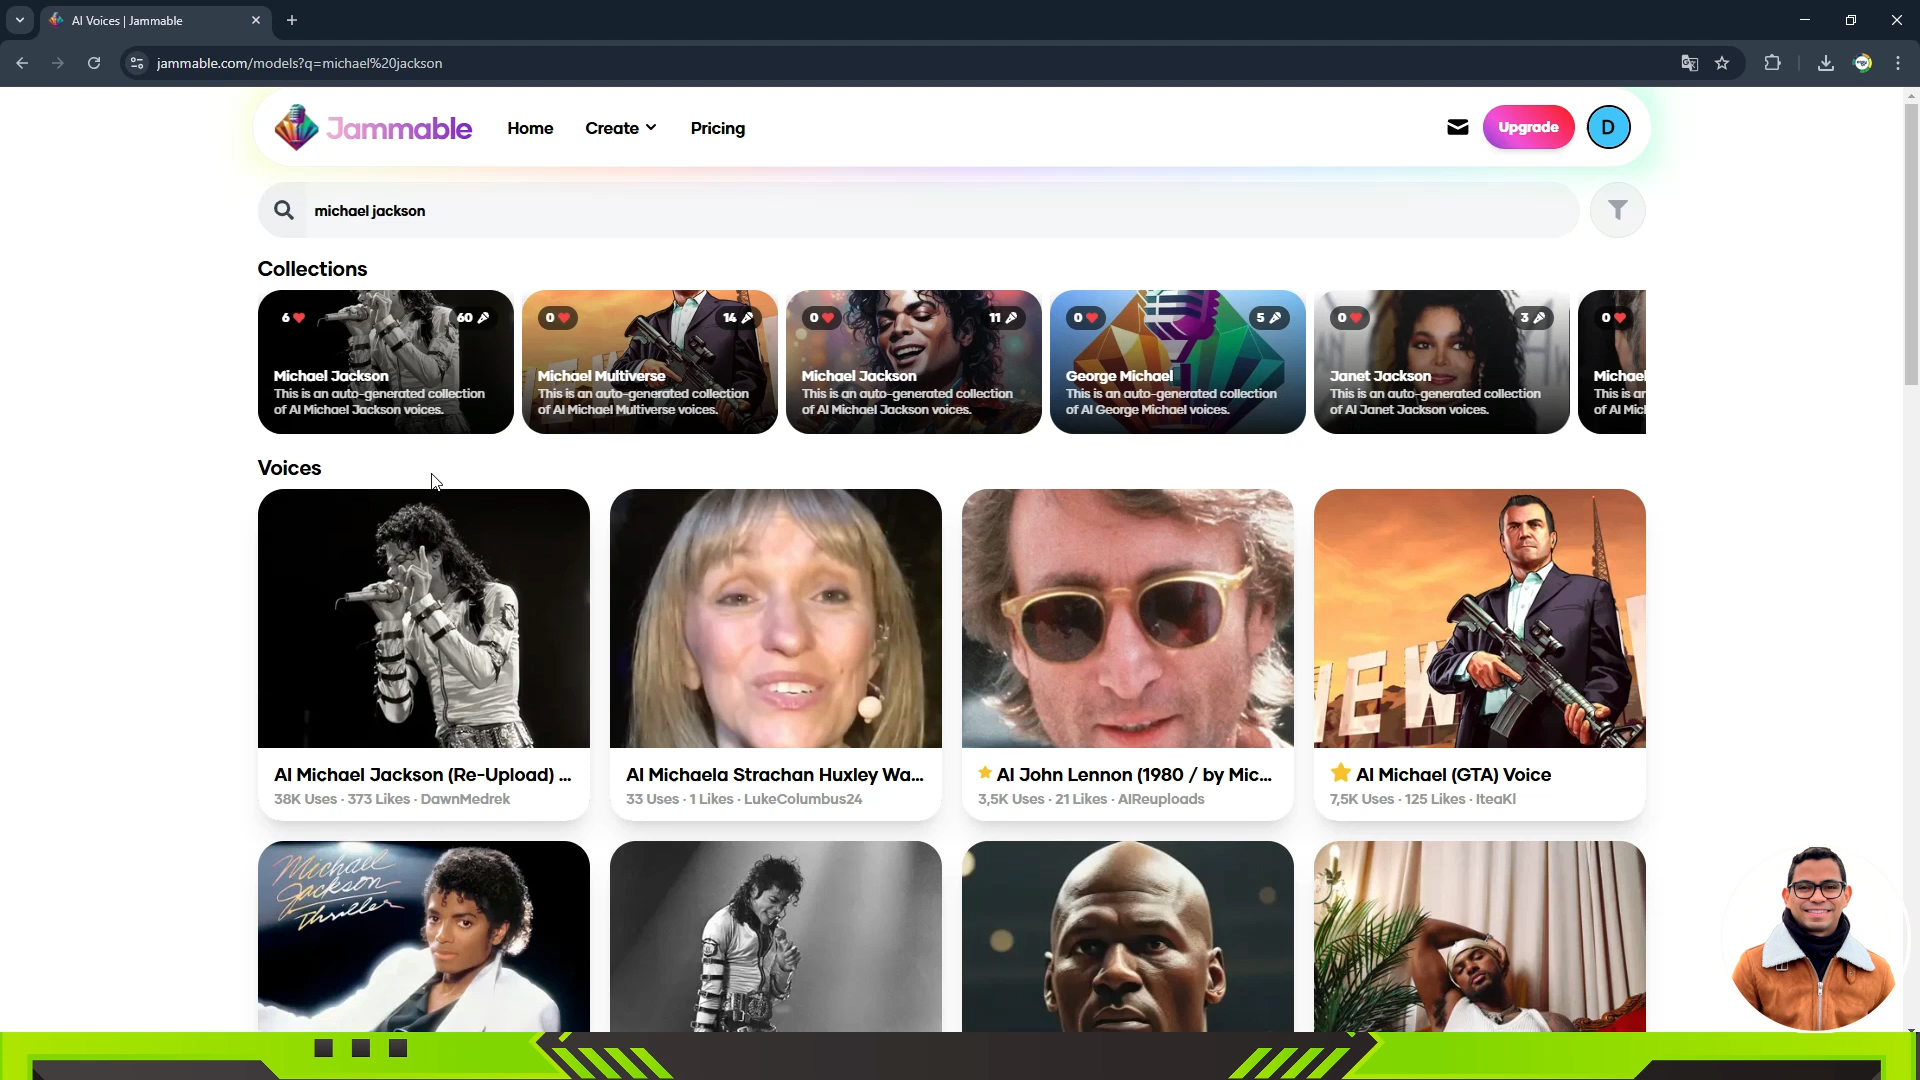 AI Voices | Jammable
jammable.com/models?q=michael%20jackson
Jammable
Home
Create
Pricing
Upgrade
D
michael jackson
Collections
6
60
Michael Jackson
This is an auto-generated collection
of AI Michael Jackson voices.
0
14
Michael Multiverse
This is an auto-generated collection
of AI Michael Multiverse voices.
0
11
Michael Jackson
This is an auto-generated collection
of AI Michael Jackson voices.
0
5
George Michael
This is an auto-generated collection
of AI George Michael voices.
0
3
Janet Jackson
This is an auto-generated collection
of AI Janet Jackson voices.
0
Michael
This is an
of AI Mic
Voices
AI Michael Jackson (Re-Upload) ...
38K Uses · 373 Likes · DawnMedrek
AI Michaela Strachan Huxley Wa...
33 Uses · 1 Likes · LukeColumbus24
AI John Lennon (1980 / by Mic...
3,5K Uses · 21 Likes · AIReuploads
AI Michael (GTA) Voice
7,5K Uses · 125 Likes · IteaKl
Michael
Jackson
Thriller